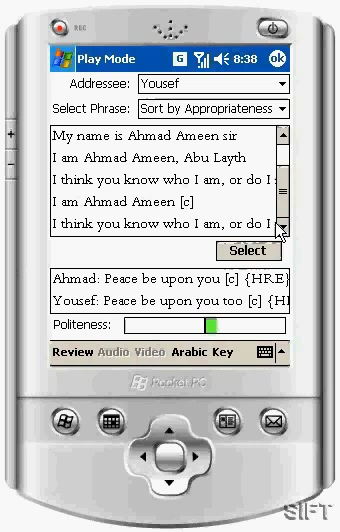 REC
Play Mode G 8:38 ok
Addressee: Yousef
Select Phrase: Sort by Appropriateness
My name is Ahmad Ameen sir
I am Ahmad Ameen, Abu Layth
I think you know who I am, or do I
I am Ahmad Ameen [c]
I think you know who I am, or do I
Select
Ahmad: Peace be upon you [c] {HRE}
Yousef: Peace be upon you too [c] {H
Politeness:
Review Audio Video Arabic Key
Pocket PC
SIFT